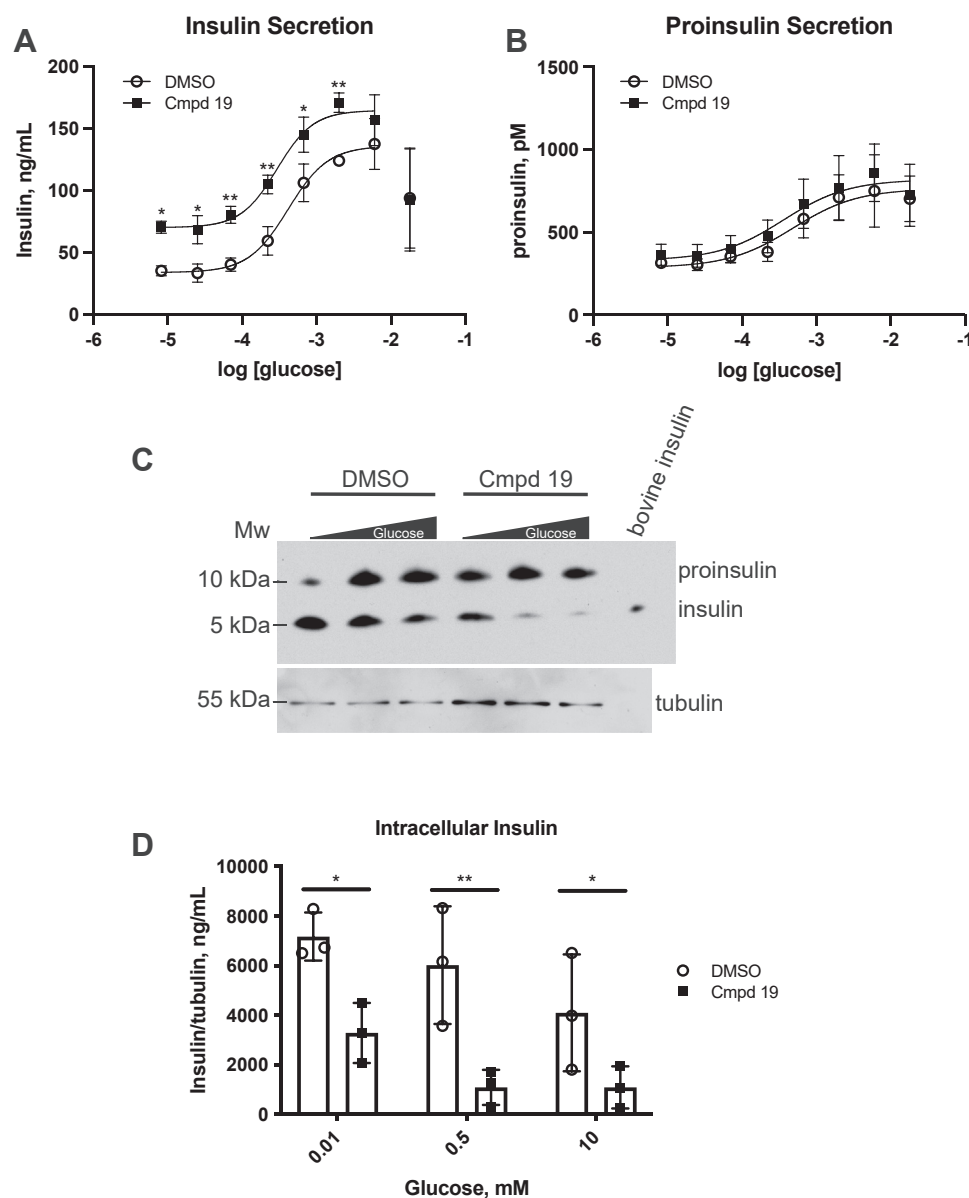 A
Insulin Secretion
200
150
100
50
0
Insulin, ng/mL
DMSO
Cmpd 19
*
*
**
**
*
**
-6
-5
-4
-3
-2
-1
log [glucose]
B
Proinsulin Secretion
1500
1000
500
0
proinsulin, pM
DMSO
Cmpd 19
-6
-5
-4
-3
-2
-1
log [glucose]
C
DMSO
Cmpd 19
bovine insulin
Mw
Glucose
Glucose
10 kDa
proinsulin
5 kDa
insulin
55 kDa
tubulin
D
Intracellular Insulin
10000
8000
6000
4000
2000
0
Insulin/tubulin, ng/mL
*
**
*
DMSO
Cmpd 19
0.01
0.5
10
Glucose, mM